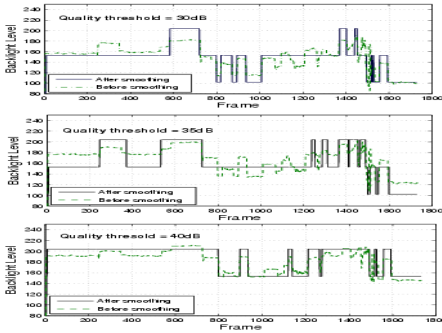 240
220
200
180
160
140
120
100
80
Backlight Level
Quality threshold = 30dB
After smoothing
Before smoothing
0 200 400 600 800 1000 1200 1400 1600 1800
Frame
240
220
200
180
160
140
120
100
80
Backlight Level
Quality threshold = 35dB
After smoothing
Before smoothing
0 200 400 600 800 1000 1200 1400 1600 1800
Frame
240
220
200
180
160
140
120
100
80
Backlight Level
Quality threshold = 40dB
After smoothing
Before smoothing
0 200 400 600 800 1000 1200 1400 1600 1800
Frame